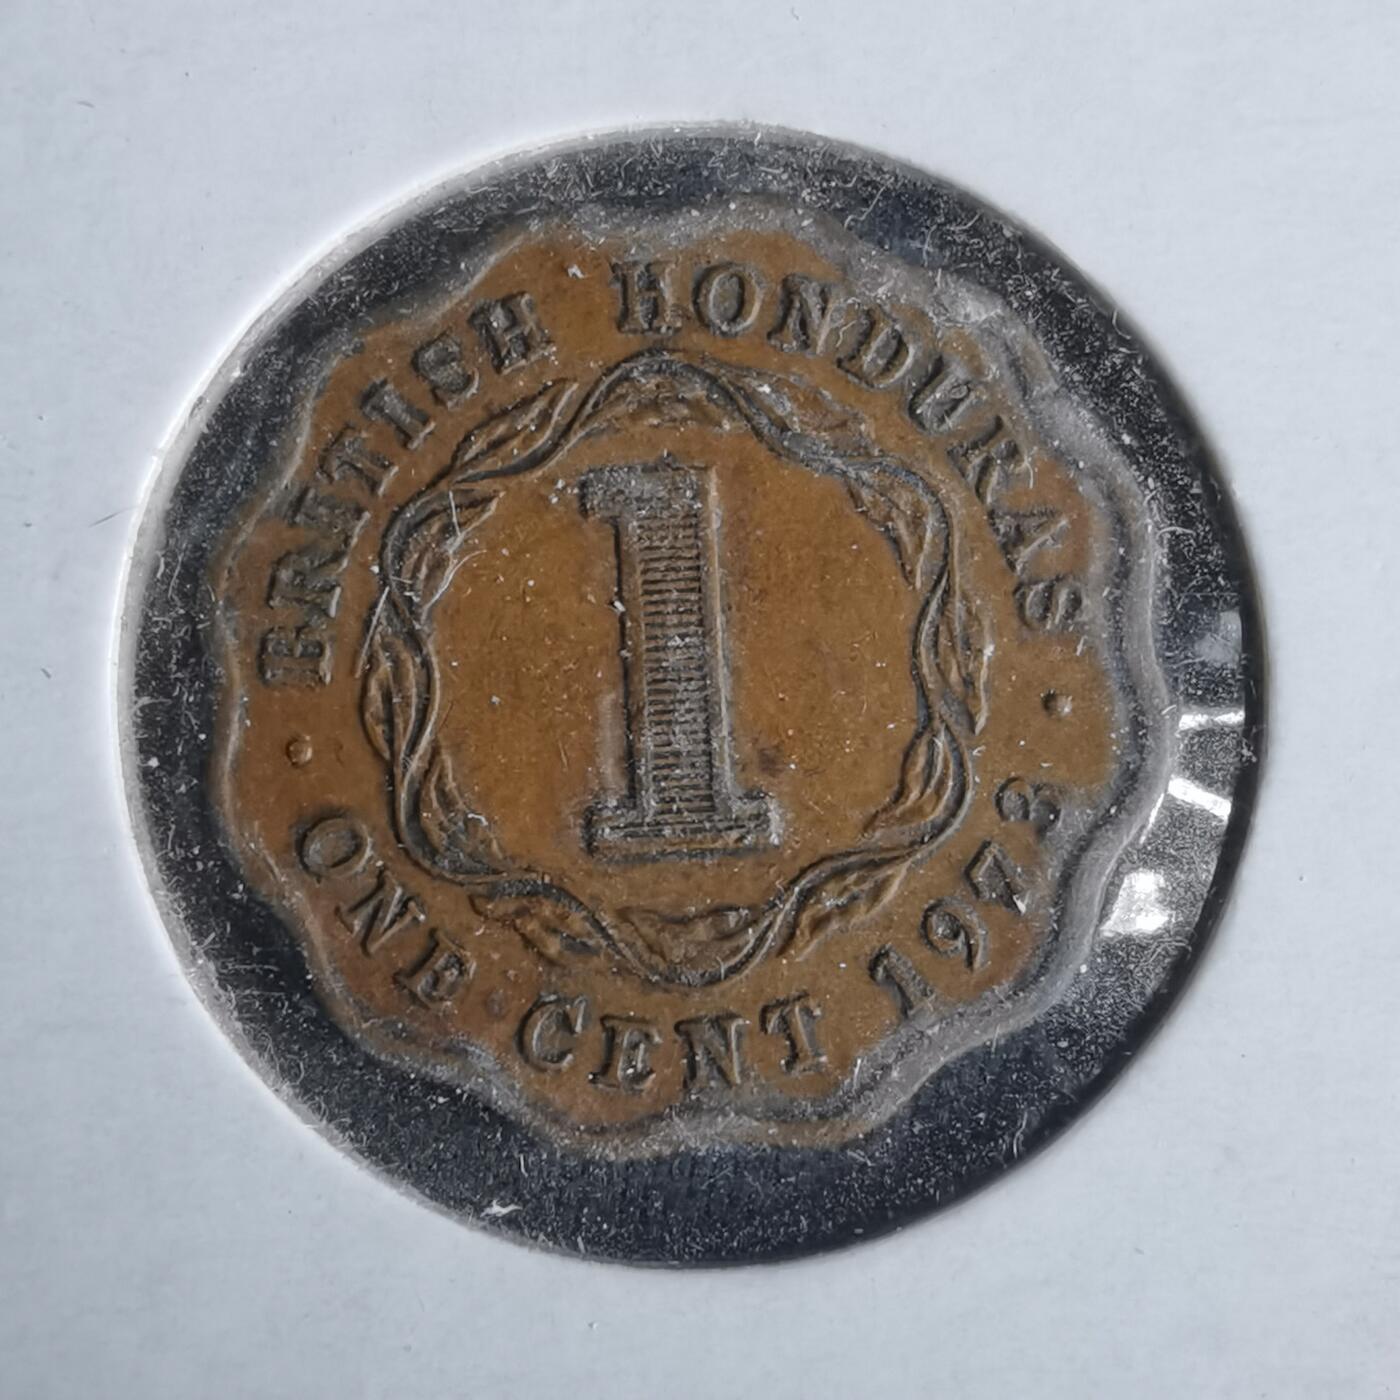 BRITISH HONDURAS
1
ONE CENT 1973